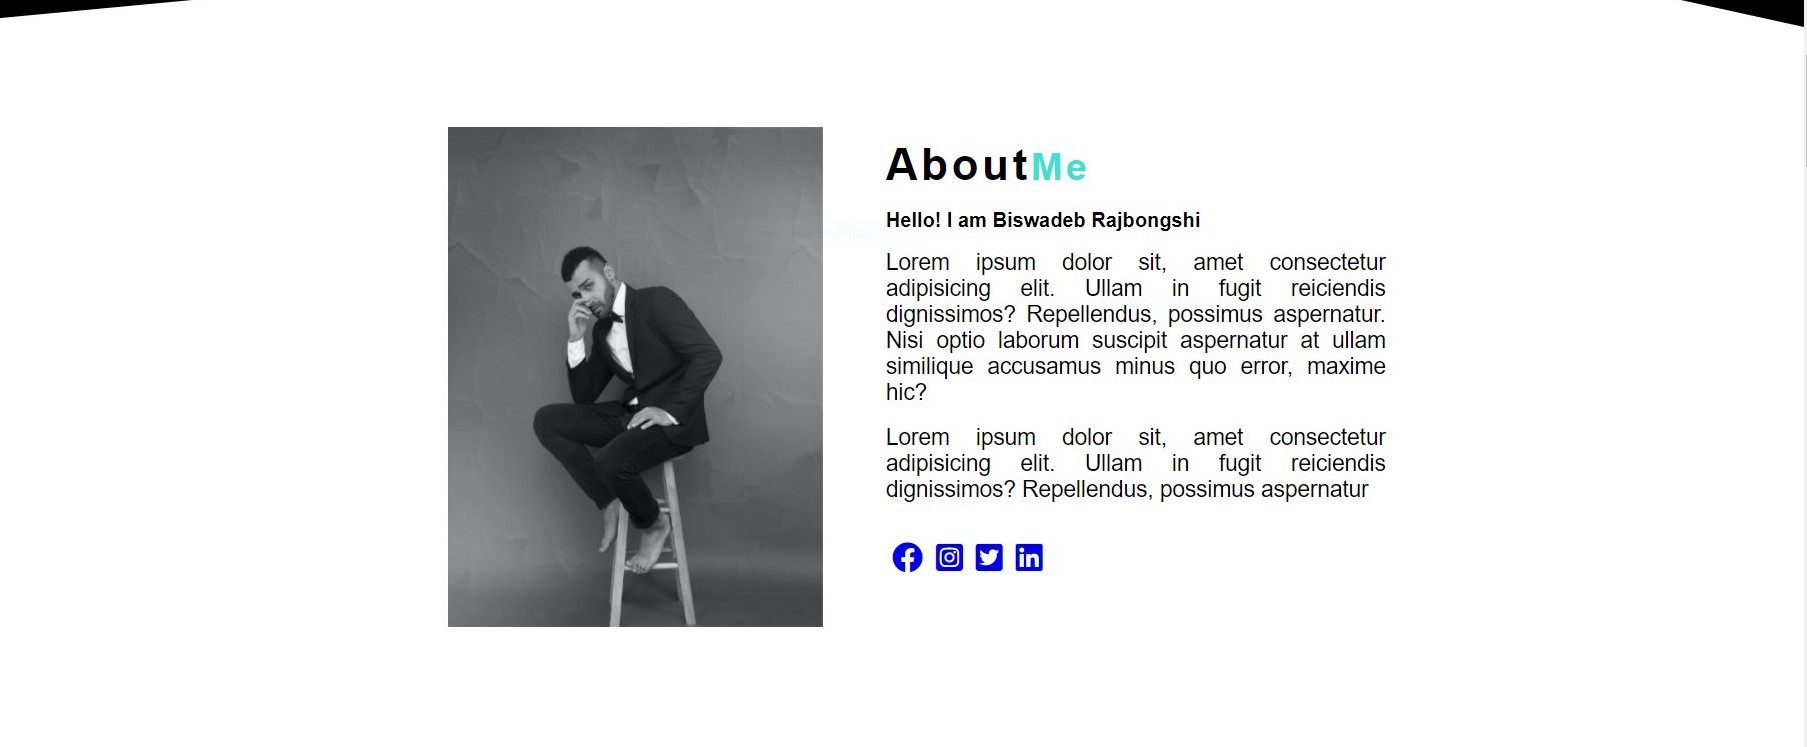 AboutMe
Hello! I am Biswadeb Rajbongshi
Lorem ipsum dolor sit, amet consectetur
adipisicing elit. Ullam in fugit reiciendis
dignissimos? Repellendus, possimus aspernatur.
Nisi optio laborum suscipit aspernatur at ullam
similique accusamus minus quo error, maxime
hic?
Lorem ipsum dolor sit, amet consectetur
adipisicing elit. Ullam in fugit reiciendis
dignissimos? Repellendus, possimus aspernatur